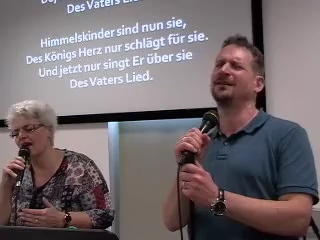 Des Vaters Lie
Himmelskinder sind nun sie,
Des Königs Herz nur schlägt für sie.
Und jetzt nur singt Er über sie
Des Vaters Lied.